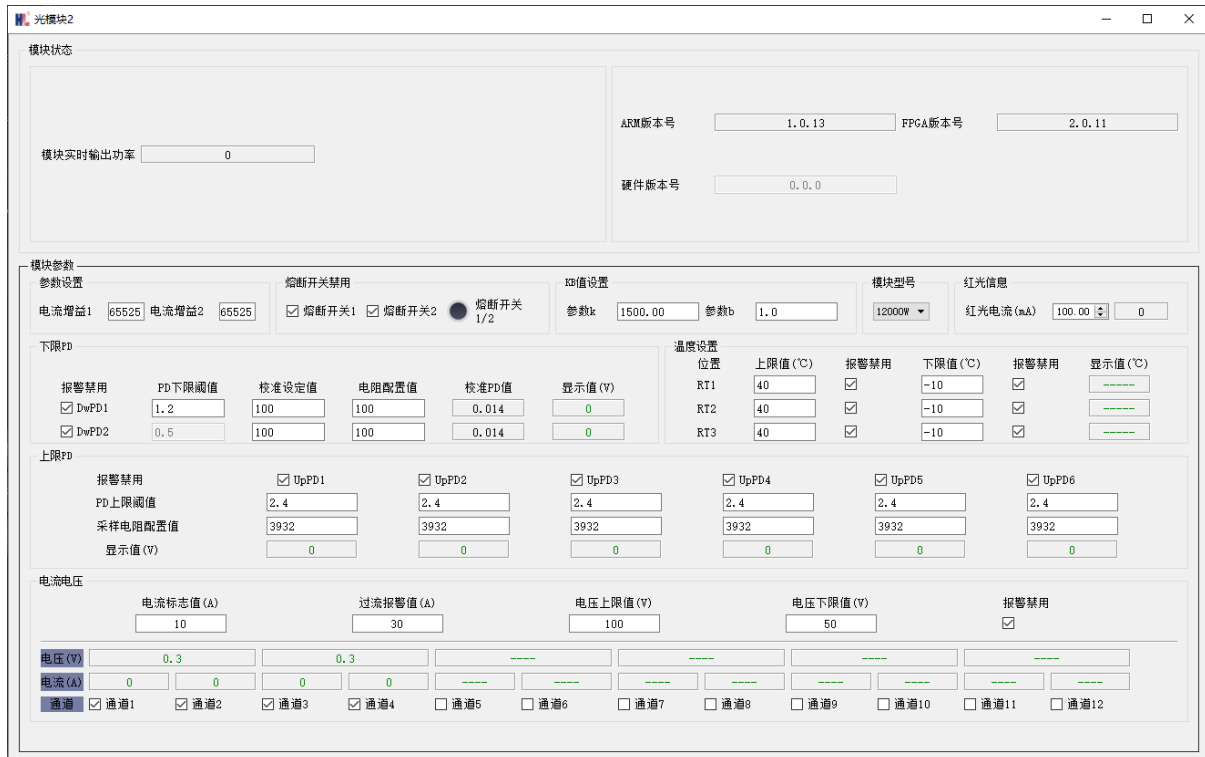 光模块2
模块状态
ARM版本号 1.0.13 FPGA版本号 2.0.11
模块实时输出功率 0
硬件版本号 0.0.0
模块参数
参数设置 熔断开关禁用 KB值设置 模块型号 红光信息
电流增益1 65525 电流增益2 65525 熔断开关1 熔断开关2 熔断开关1/2 参数k 1500.00 参数b 1.0 12000W 红光电流(mA) 100.00 0
下限PD 温度设置
位置 上限值(℃) 报警禁用 下限值(℃) 报警禁用 显示值(℃)
报警禁用 PD下限阈值 校准设定值 电阻配置值 校准PD值 显示值(V)
RT1 40 -10 -----
DwPD1 1.2 100 100 0.014 0
RT2 40 -10 -----
DwPD2 0.5 100 100 0.014 0
RT3 40 -10 -----
上限PD
报警禁用 UpPD1 UpPD2 UpPD3 UpPD4 UpPD5 UpPD6
PD上限阈值 2.4 2.4 2.4 2.4 2.4 2.4
采样电阻配置值 3932 3932 3932 3932 3932 3932
显示值(V) 0 0 0 0 0 0
电流电压
电流标志值(A) 过流报警值(A) 电压上限值(V) 电压下限值(V) 报警禁用
10 30 100 50
电压(V) 0.3 0.3 ---- ---- ---- ----
电流(A) 0 0 0 0 ---- ---- ---- ---- ---- ---- ---- ----
通道 通道1 通道2 通道3 通道4 通道5 通道6 通道7 通道8 通道9 通道10 通道11 通道12